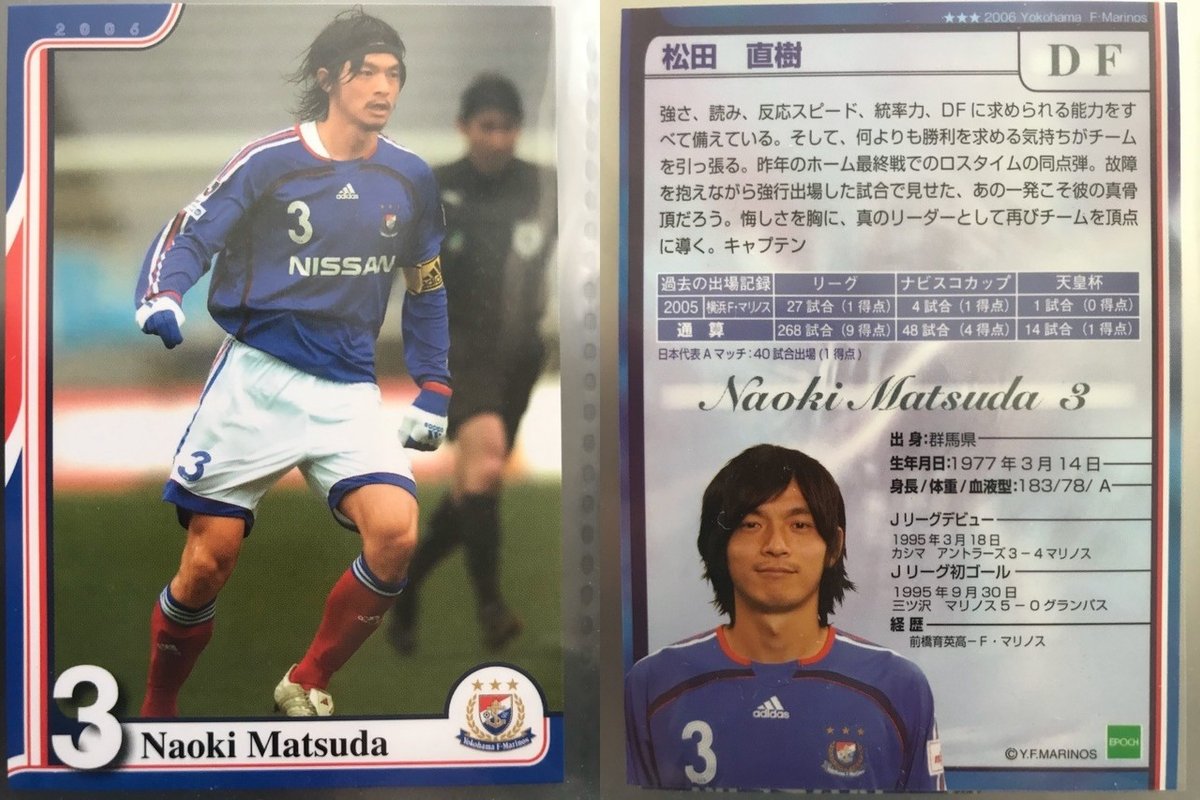 2006
3
adidas
NISSAN
3
3
Naoki Matsuda
Yokohama F·Marinos
★★★ 2006 Yokohama F·Marinos
松田 直樹
DF
強さ、読み、反応スピード、統率力、DFに求められる能力をす
べて備えている。そして、何よりも勝利を求める気持ちがチーム
を引っ張る。昨年のホーム最終戦でのロスタイムの同点弾。故障
を抱えながら強行出場した試合で見せた、あの一発こそ彼の真骨
頂だろう。悔しさを胸に、真のリーダーとして再びチームを頂点
に導く。キャプテン
過去の出場記録 リーグ ナビスコカップ 天皇杯
2005 横浜F・マリノス 27試合(1得点) 4試合(1得点) 1試合(0得点)
通算 268試合(9得点) 48試合(4得点) 14試合(1得点)
日本代表Aマッチ:40試合出場(1得点)
Naoki Matsuda 3
出身:群馬県
生年月日:1977年3月14日
身長/体重/血液型:183/78/A
Jリーグデビュー
1995年3月18日
カシマ アントラーズ3-4マリノス
Jリーグ初ゴール
1995年9月30日
三ツ沢 マリノス5-0グランパス
経歴
前橋育英高-F・マリノス
adidas
3
©Y.F.MARINOS
EPOCH